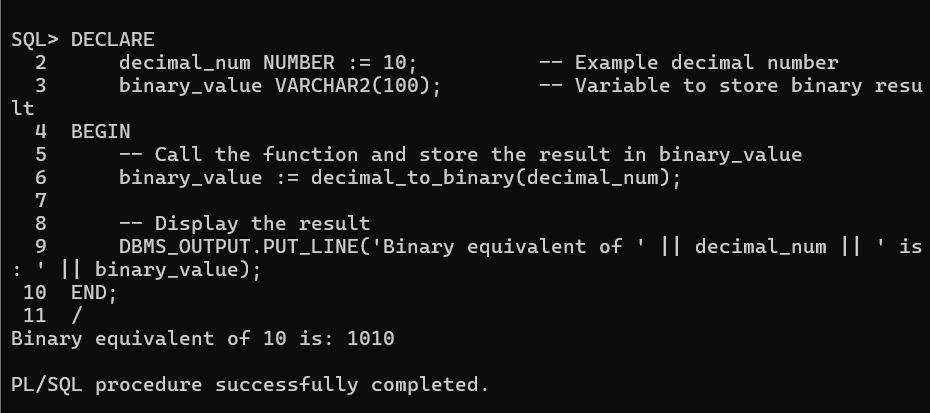 SQL> DECLARE
  2      decimal_num NUMBER := 10;          -- Example decimal number
  3      binary_value VARCHAR2(100);        -- Variable to store binary resu
lt
  4  BEGIN
  5      -- Call the function and store the result in binary_value
  6      binary_value := decimal_to_binary(decimal_num);
  7
  8      -- Display the result
  9      DBMS_OUTPUT.PUT_LINE('Binary equivalent of ' || decimal_num || ' is
: ' || binary_value);
 10  END;
 11  /
Binary equivalent of 10 is: 1010
PL/SQL procedure successfully completed.